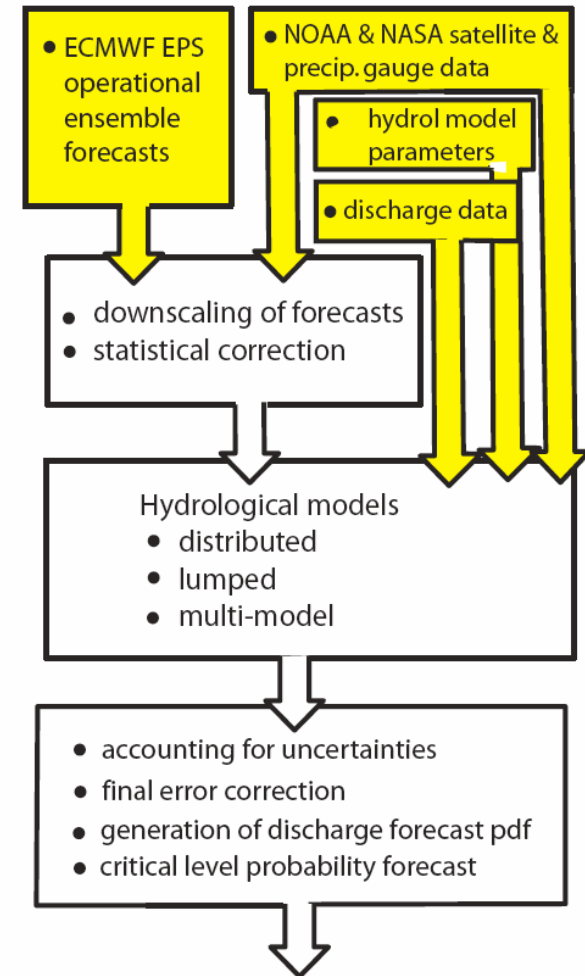 • ECMWF EPS
operational
ensemble
forecasts
• NOAA & NASA satellite &
precip. gauge data
• hydrol model
parameters
• discharge data
• downscaling of forecasts
• statistical correction
Hydrological models
• distributed
• lumped
• multi-model
• accounting for uncertainties
• final error correction
• generation of discharge forecast pdf
• critical level probability forecast